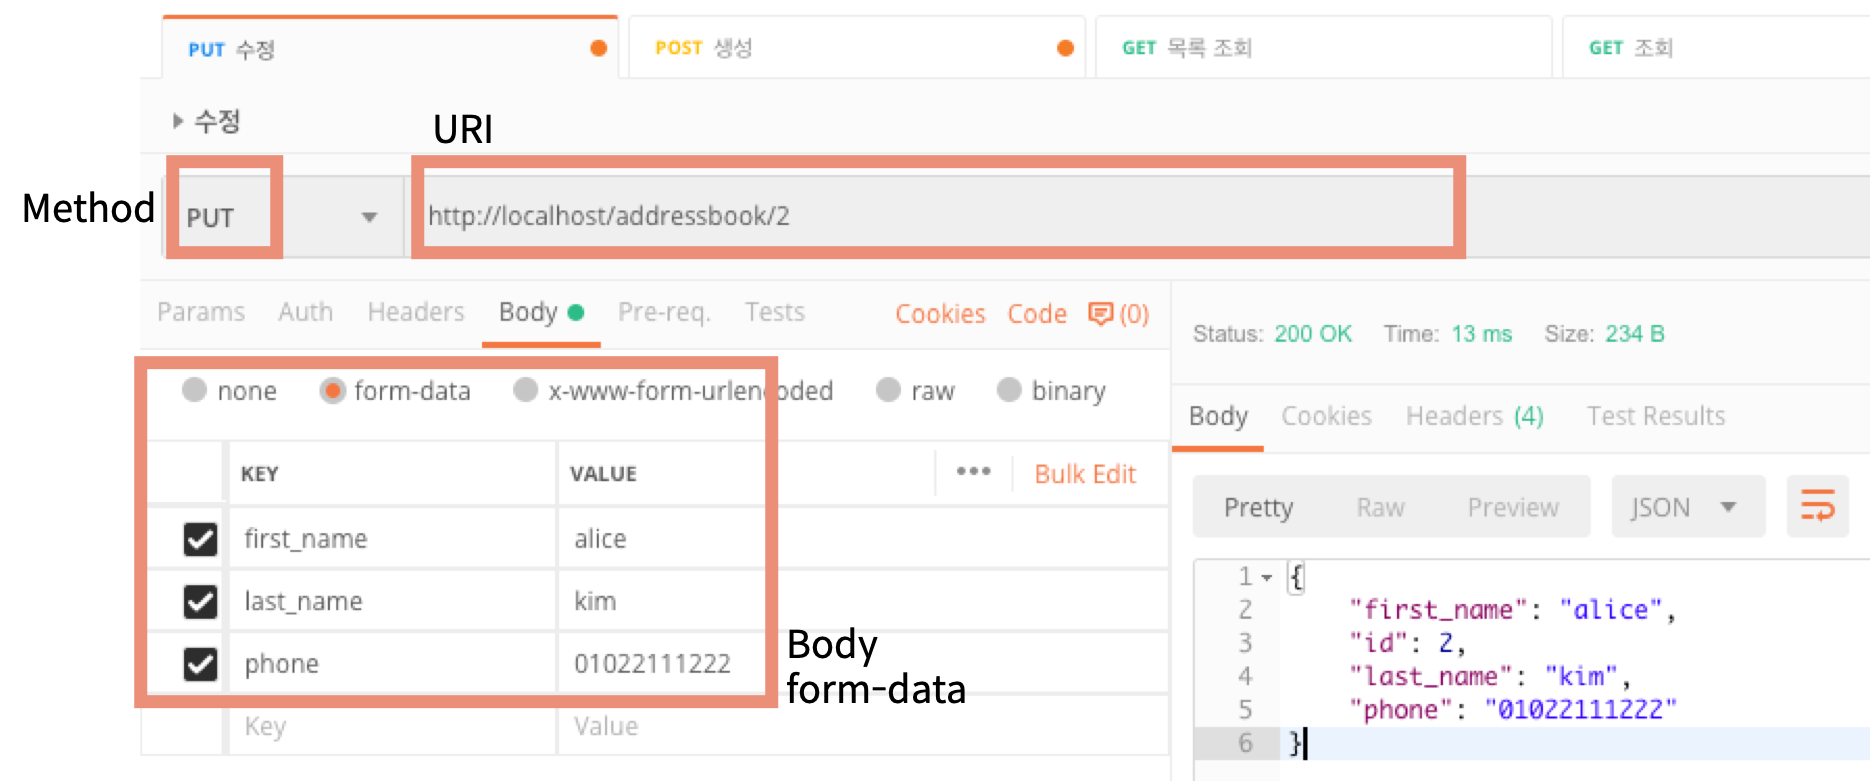 PUT 수정
POST 생성
GET 목록 조회
GET 조회
수정
URI
Method
PUT
http://localhost/addressbook/2
Params Auth Headers Body Pre-req. Tests Cookies Code (0)
Status: 200 OK Time: 13 ms Size: 234 B
none form-data x-www-form-urlencoded raw binary
Body Cookies Headers (4) Test Results
KEY VALUE ••• Bulk Edit
Pretty Raw Preview JSON
first_name alice
last_name kim
phone 01022111222
Key Value
Body
form-data
1 {
2 "first_name": "alice",
3 "id": 2,
4 "last_name": "kim",
5 "phone": "01022111222"
6 }